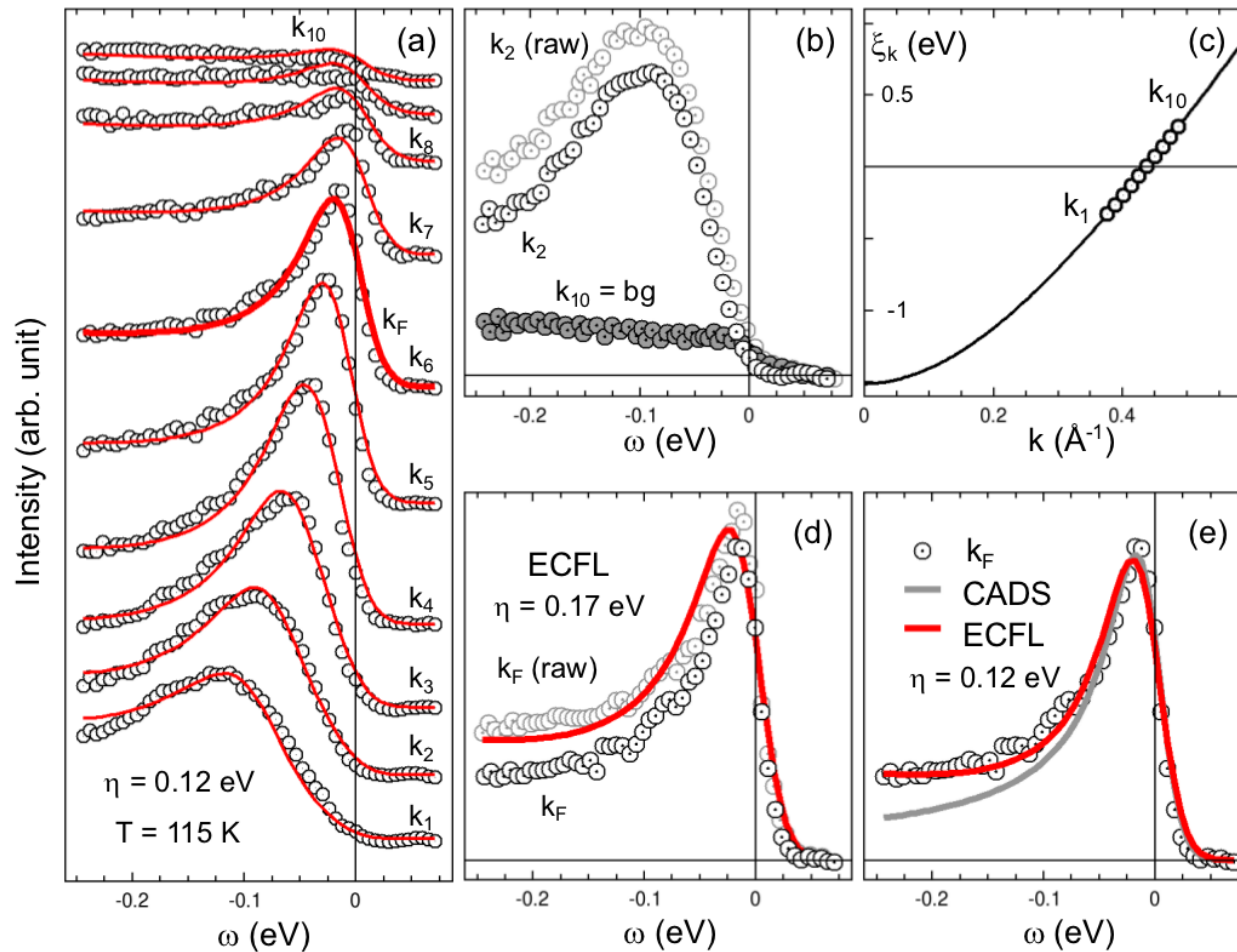 k10
(a)
k8
k7
kF
k6
k5
k4
k3
k2
k1
η = 0.12 eV
T = 115 K
-0.2
-0.1
0
ω (eV)
Intensity (arb. unit)
(b)
k2 (raw)
k2
k10 = bg
-0.2
-0.1
0
ω (eV)
ξk (eV)
(c)
0.5
k10
k1
-1
0
0.2
0.4
k (Å-1)
(d)
ECFL
η = 0.17 eV
kF (raw)
kF
-0.2
-0.1
0
ω (eV)
(e)
kF
CADS
ECFL
η = 0.12 eV
-0.2
-0.1
0
ω (eV)